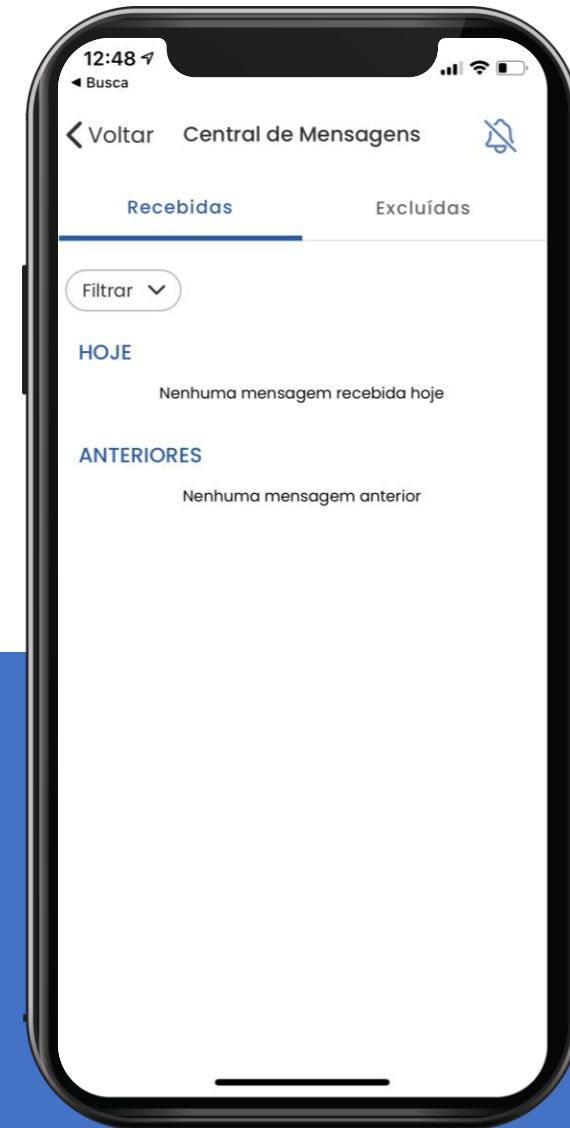 12:48
Busca
Voltar Central de Mensagens
Recebidas Excluídas
Filtrar
HOJE
Nenhuma mensagem recebida hoje
ANTERIORES
Nenhuma mensagem anterior